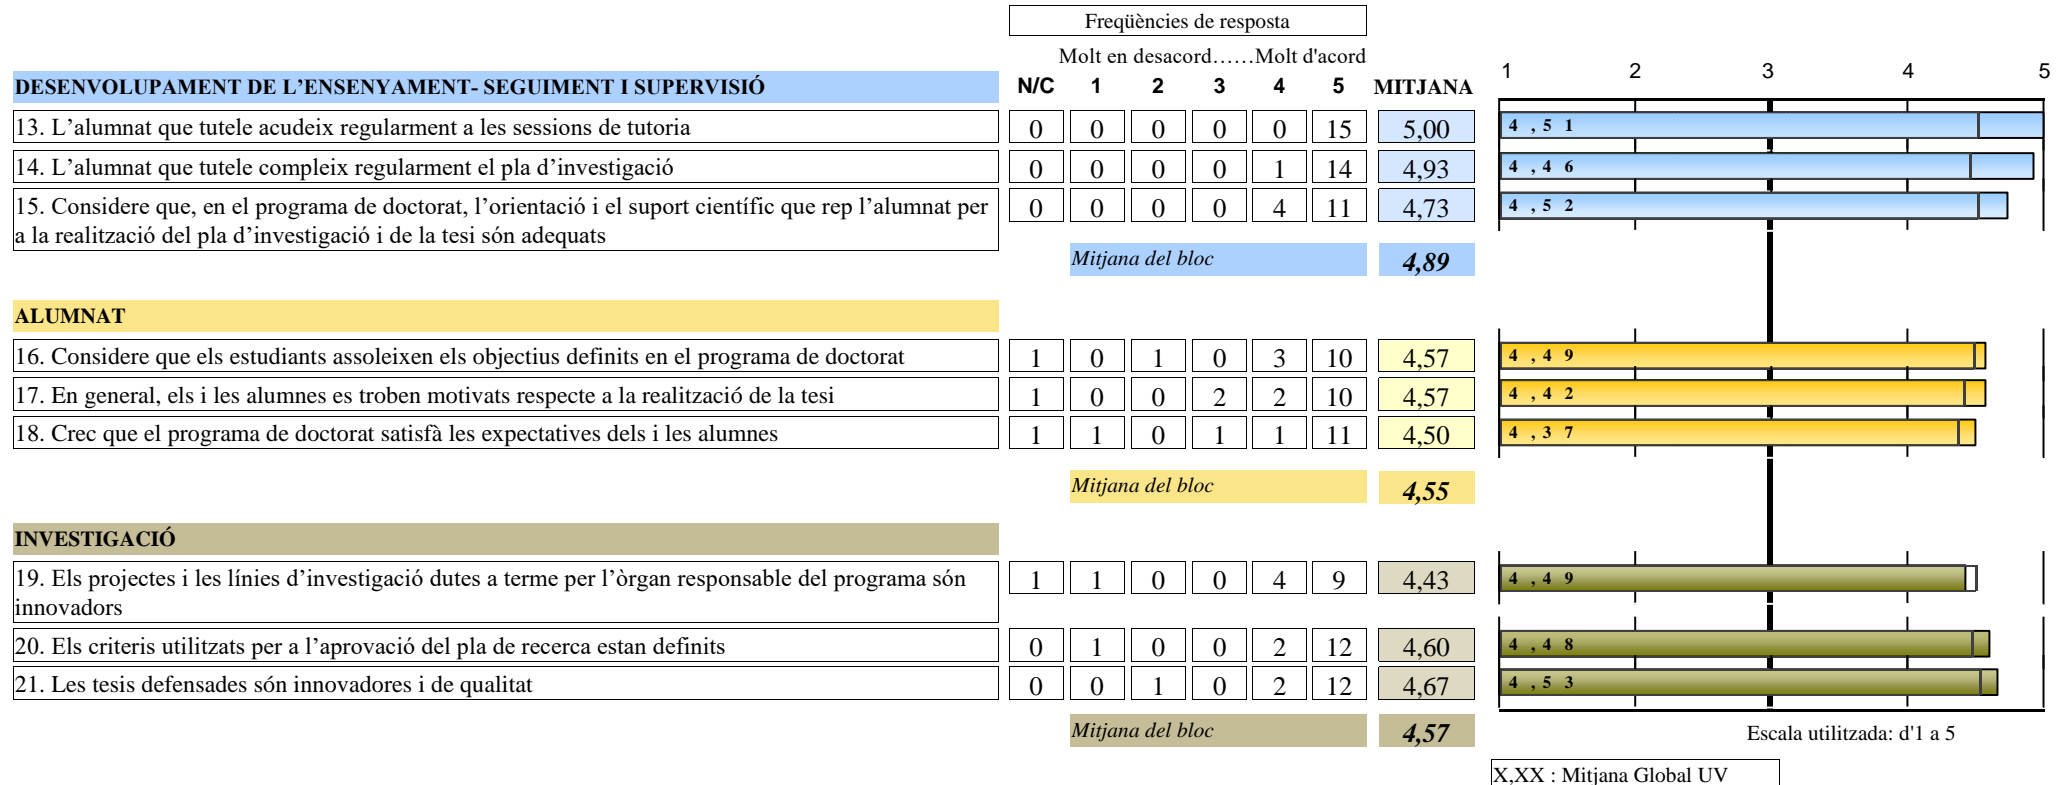 Freqüències de resposta
Molt en desacord……Molt d'acord
DESENVOLUPAMENT DE L’ENSENYAMENT- SEGUIMENT I SUPERVISIÓ N/C 1 2 3 4 5 MITJANA 1 2 3 4 5
13. L’alumnat que tutele acudeix regularment a les sessions de tutoria 0 0 0 0 0 15 5,00 4,51
14. L’alumnat que tutele compleix regularment el pla d’investigació 0 0 0 0 1 14 4,93 4,46
15. Considere que, en el programa de doctorat, l’orientació i el suport científic que rep l’alumnat per 0 0 0 0 4 11 4,73 4,52
a la realització del pla d’investigació i de la tesi són adequats
Mitjana del bloc 4,89
ALUMNAT
16. Considere que els estudiants assoleixen els objectius definits en el programa de doctorat 1 0 1 0 3 10 4,57 4,49
17. En general, els i les alumnes es troben motivats respecte a la realització de la tesi 1 0 0 2 2 10 4,57 4,42
18. Crec que el programa de doctorat satisfà les expectatives dels i les alumnes 1 1 0 1 1 11 4,50 4,37
Mitjana del bloc 4,55
INVESTIGACIÓ
19. Els projectes i les línies d’investigació dutes a terme per l’òrgan responsable del programa són 1 1 0 0 4 9 4,43 4,49
innovadors
20. Els criteris utilitzats per a l’aprovació del pla de recerca estan definits 0 1 0 0 2 12 4,60 4,48
21. Les tesis defensades són innovadores i de qualitat 0 0 1 0 2 12 4,67 4,53
Mitjana del bloc 4,57
Escala utilitzada: d'1 a 5
X,XX : Mitjana Global UV